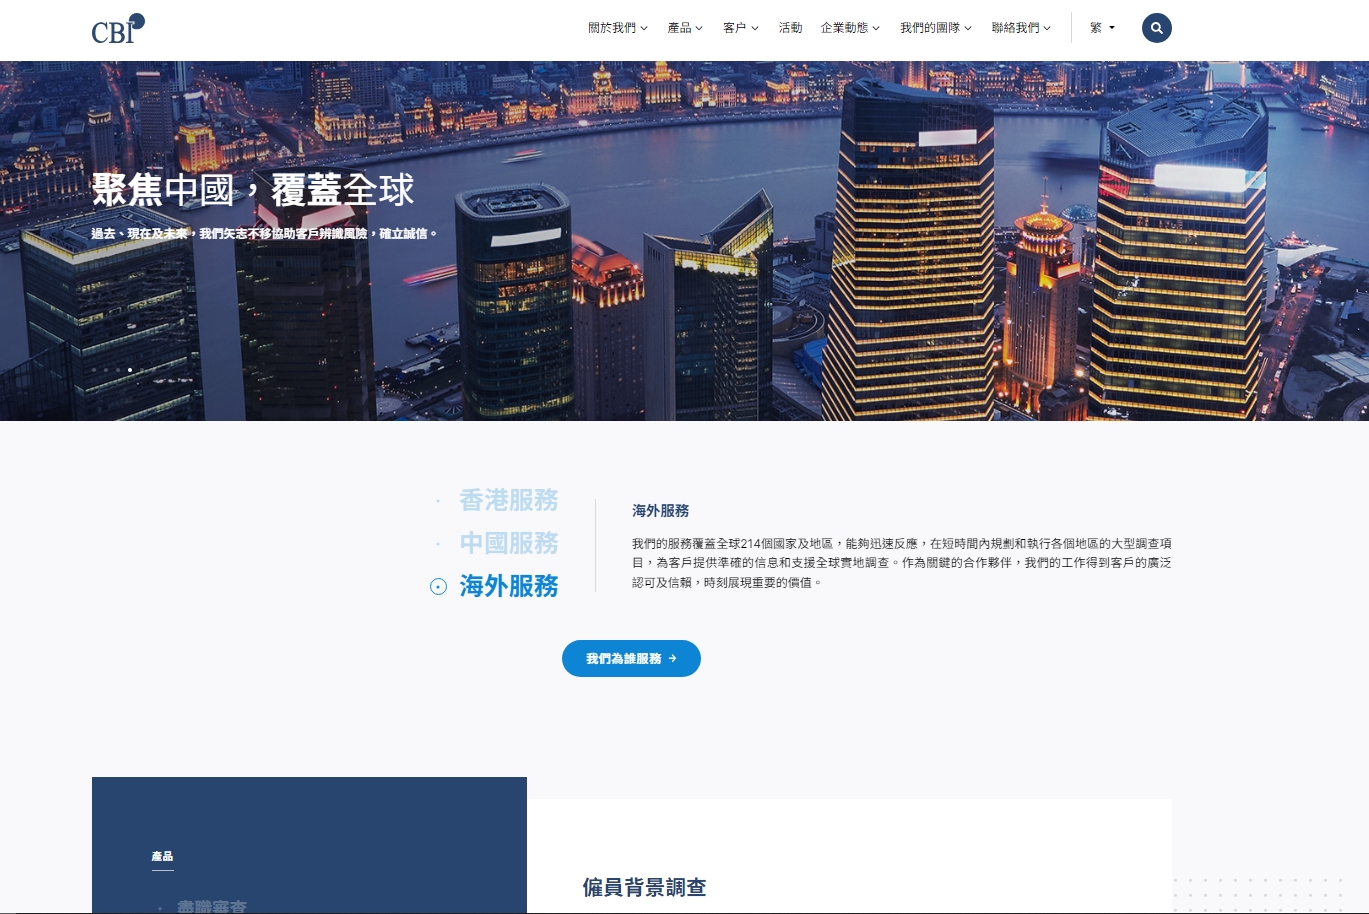 CBI
關於我們 產品 客戶 活動 企業動態 我們的團隊 聯絡我們 繁
聚焦中國，覆蓋全球
過去、現在及未來，我們矢志不移協助客戶辨識風險，確立誠信。
香港服務
中國服務
海外服務
海外服務
我們的服務覆蓋全球214個國家及地區，能夠迅速反應，在短時間內規劃和執行各個地區的大型調查項
目，為客戶提供準確的信息和支援全球實地調查。作為關鍵的合作夥伴，我們的工作得到客戶的廣泛
認可及信賴，時刻展現重要的價值。
我們為誰服務
產品
盡職審查
僱員背景調查